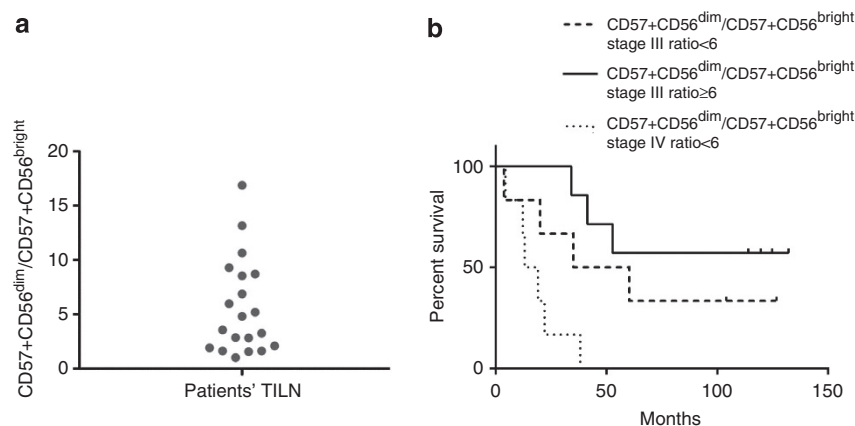 a
CD57+CD56dim/CD57+CD56bright
20
15
10
5
0
Patients' TILN
b
CD57+CD56dim/CD57+CD56bright
stage III ratio<6
CD57+CD56dim/CD57+CD56bright
stage III ratio≥6
CD57+CD56dim/CD57+CD56bright
stage IV ratio<6
Percent survival
100
50
0
0 50 100 150
Months